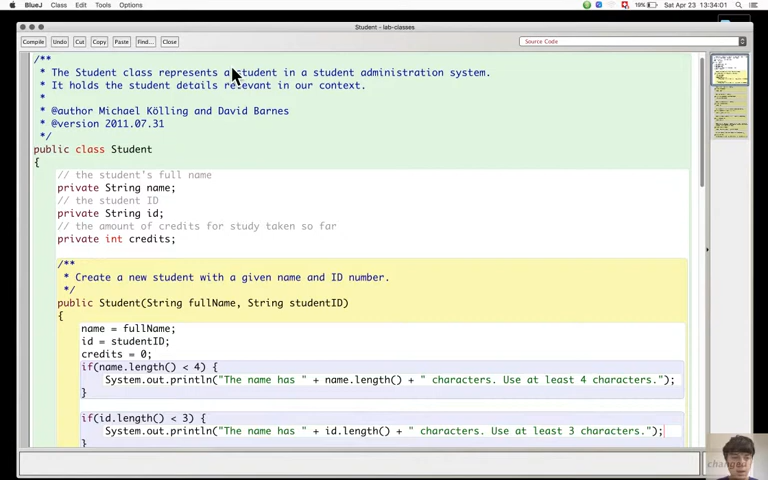 BlueJ Class Edit Tools Options 19% Sat Apr 23 13:34:01
Student - lab-classes
Compile Undo Cut Copy Paste Find... Close Source Code
/**
* The Student class represents a student in a student administration system.
* It holds the student details relevant in our context.
*
* @author Michael Kölling and David Barnes
* @version 2011.07.31
*/
public class Student
{
// the student's full name
private String name;
// the student ID
private String id;
// the amount of credits for study taken so far
private int credits;
/**
* Create a new student with a given name and ID number.
*/
public Student(String fullName, String studentID)
{
name = fullName;
id = studentID;
credits = 0;
if(name.length() < 4) {
System.out.println("The name has " + name.length() + " characters. Use at least 4 characters.");
}
if(id.length() < 3) {
System.out.println("The name has " + id.length() + " characters. Use at least 3 characters.");
}
changed